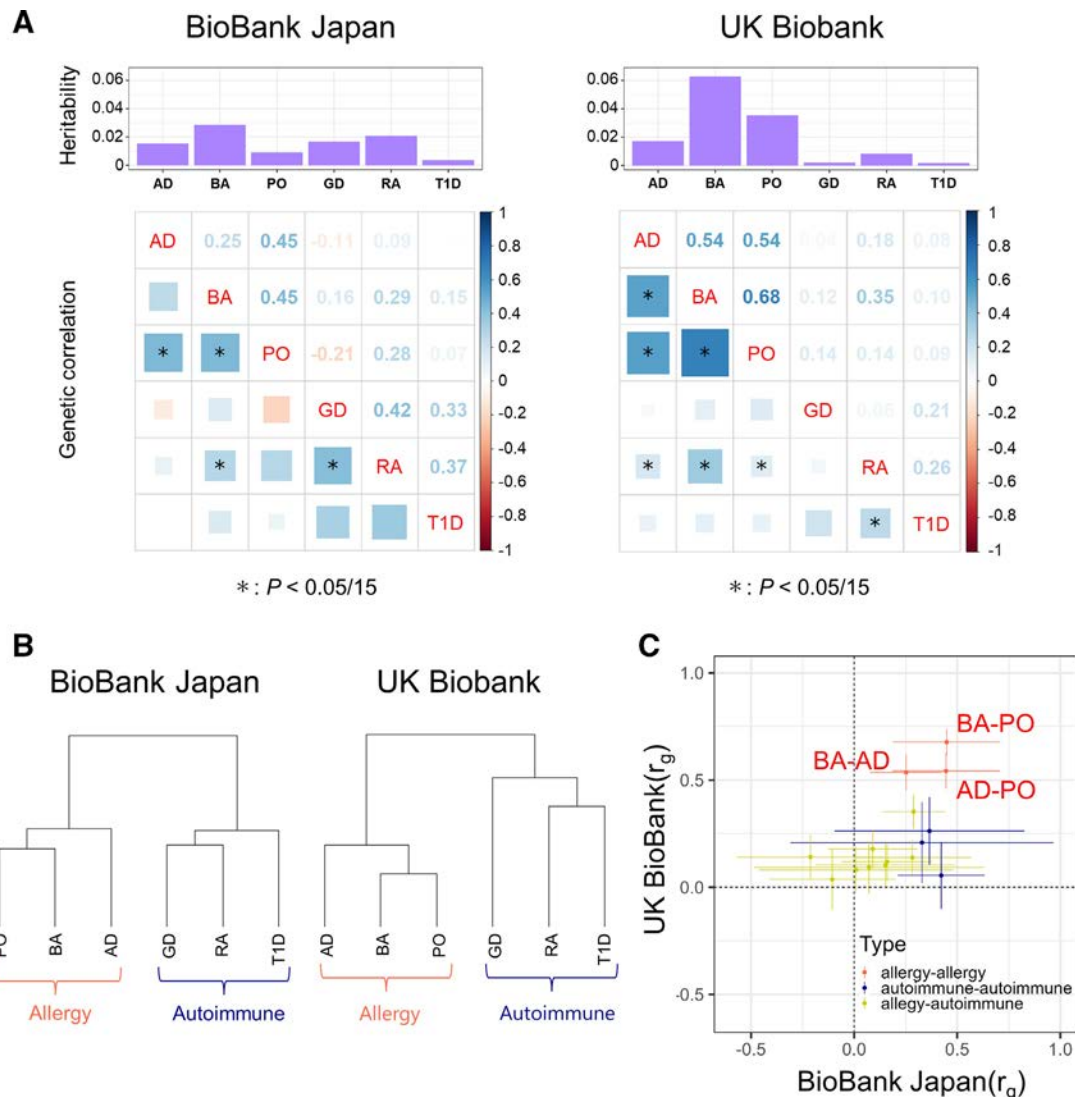 A
BioBank Japan
UK Biobank
Heritability
0.06
0.04
0.02
0
AD BA PO GD RA T1D
0.06
0.04
0.02
0
AD BA PO GD RA T1D
Genetic correlation
AD 0.25 0.45 -0.11 0.09
BA 0.45 0.16 0.29 0.15
* * PO -0.21 0.28 0.07
GD 0.42 0.33
* * RA 0.37
T1D
1
0.8
0.6
0.4
0.2
0
-0.2
-0.4
-0.6
-0.8
-1
*: P < 0.05/15
AD 0.54 0.54 0.04 0.18 0.08
* BA 0.68 0.12 0.35 0.10
* * PO 0.14 0.14 0.09
GD 0.05 0.21
* * * RA 0.26
* T1D
1
0.8
0.6
0.4
0.2
0
-0.2
-0.4
-0.6
-0.8
-1
*: P < 0.05/15
B
BioBank Japan
UK Biobank
PO BA AD GD RA T1D
Allergy
Autoimmune
AD BA PO GD RA T1D
Allergy
Autoimmune
C
UK BioBank(rg)
1.0
0.5
0.0
-0.5
BA-PO
BA-AD
AD-PO
Type
allergy-allergy
autoimmune-autoimmune
allegy-autoimmune
-0.5 0.0 0.5 1.0
BioBank Japan(rg)